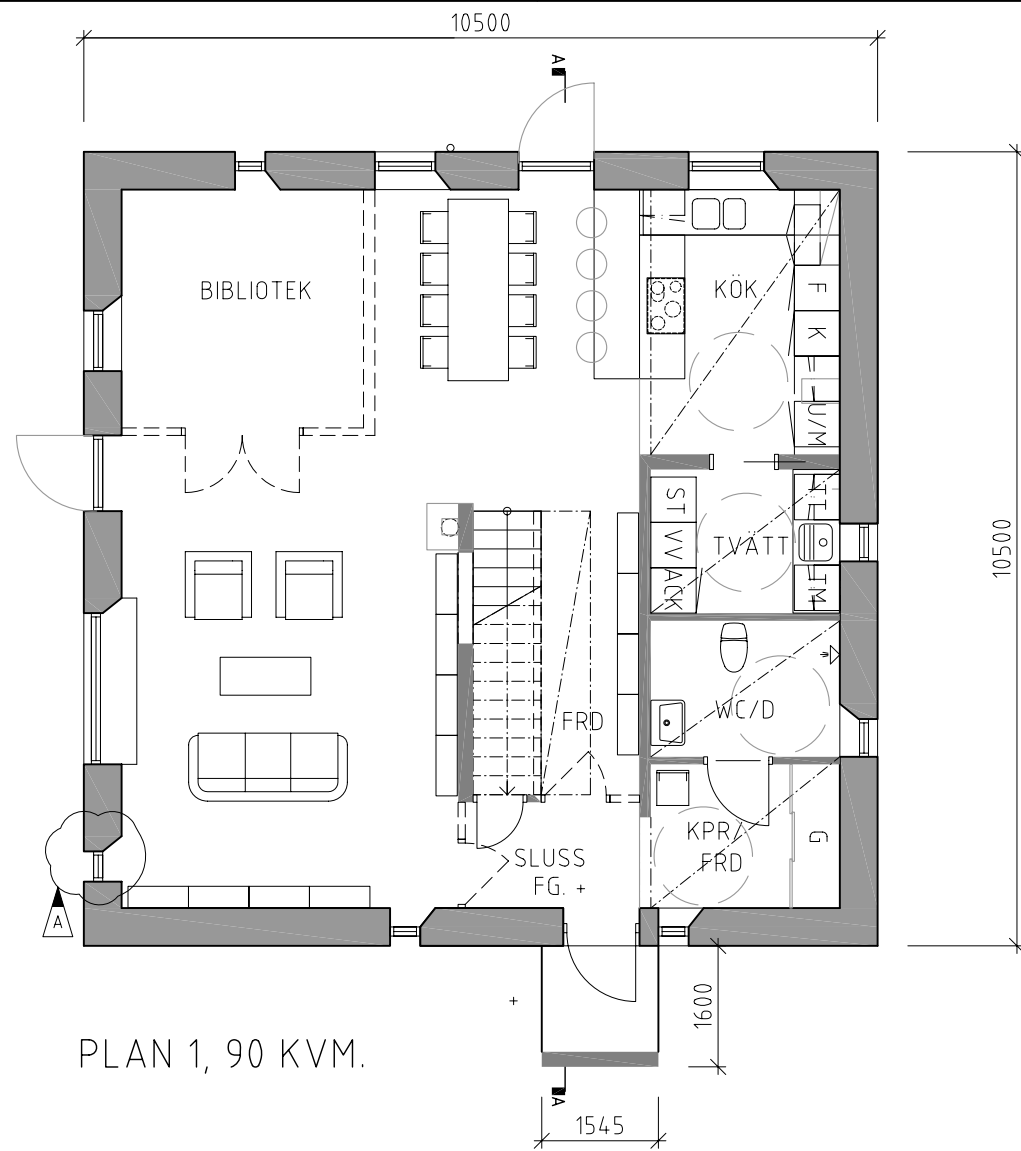 10500
A
BIBLIOTEK
KÖK
F
K
U/M
10500
ST
TVÄTT
TT
VV
ACK
TM
FRD
WC/D
KPR/
FRD
G
SLUSS
FG. +
A
1600
PLAN 1, 90 KVM.
A
1545